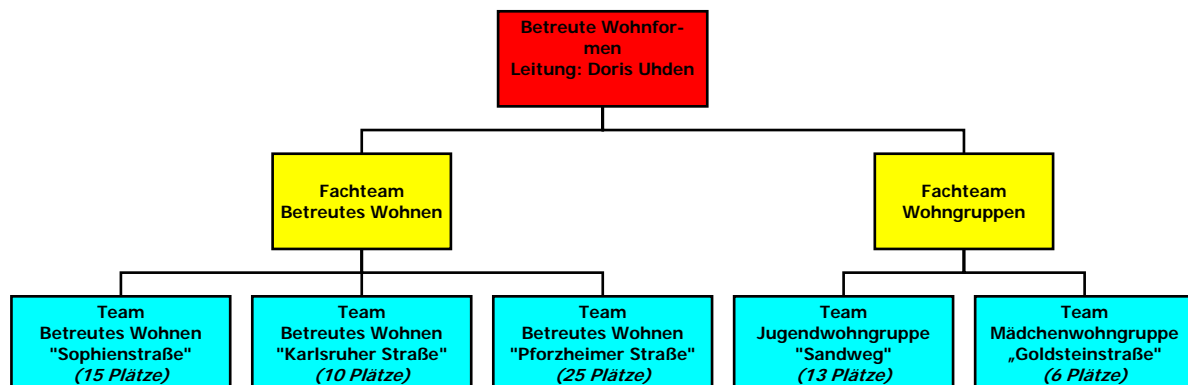 Betreute Wohnfor-
men
Leitung: Doris Uhden
Fachteam
Betreutes Wohnen
Fachteam
Wohngruppen
Team
Betreutes Wohnen
"Sophienstraße"
(15 Plätze)
Team
Betreutes Wohnen
"Karlsruher Straße"
(10 Plätze)
Team
Betreutes Wohnen
"Pforzheimer Straße"
(25 Plätze)
Team
Jugendwohngruppe
"Sandweg"
(13 Plätze)
Team
Mädchenwohngruppe
„Goldsteinstraße"
(6 Plätze)